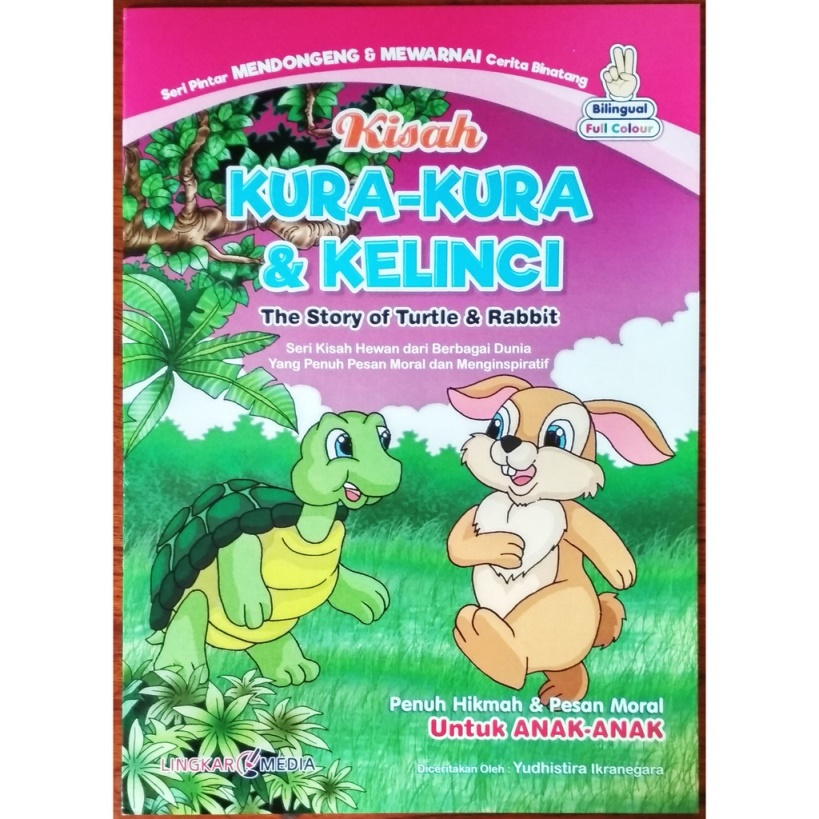 Seri Pintar MENDONGENG & MEWARNAI Cerita Binatang
Bilingual
Full Colour
Kisah
KURA-KURA
& KELINCI
The Story of Turtle & Rabbit
Seri Kisah Hewan dari Berbagai Dunia
Yang Penuh Pesan Moral dan Menginspiratif
Penuh Hikmah & Pesan Moral
Untuk ANAK-ANAK
LINGKAR MEDIA
Diceritakan Oleh : Yudhistira Ikranegara